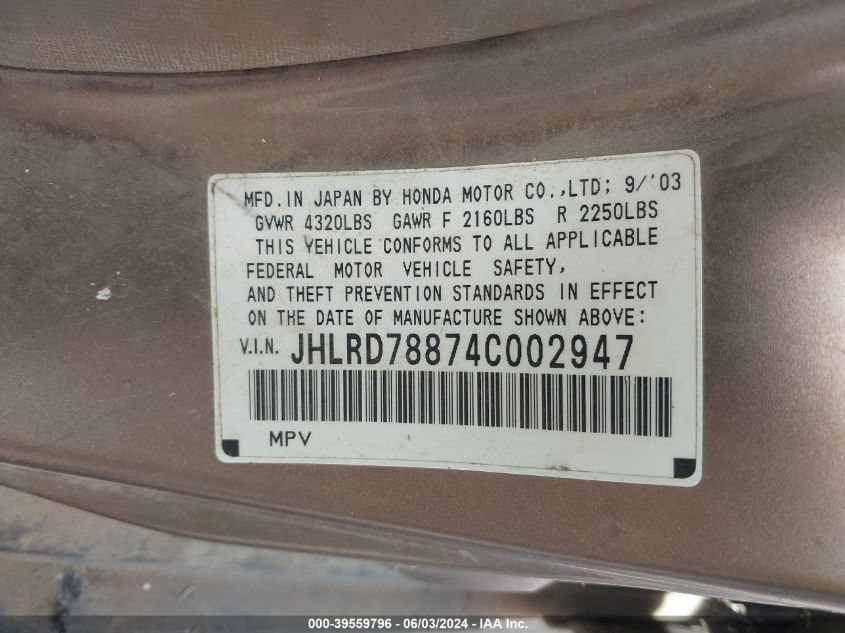 MFD. IN JAPAN BY HONDA MOTOR CO.,LTD; 9/'03
GVWR 4320LBS GAWR F 2160LBS R 2250LBS
THIS VEHICLE CONFORMS TO ALL APPLICABLE
FEDERAL MOTOR VEHICLE SAFETY,
AND THEFT PREVENTION STANDARDS IN EFFECT
ON THE DATE OF MANUFACTURE SHOWN ABOVE:
V.I.N. JHLRD78874C002947
MPV
000-39559796 - 06/03/2024 - IAA Inc.